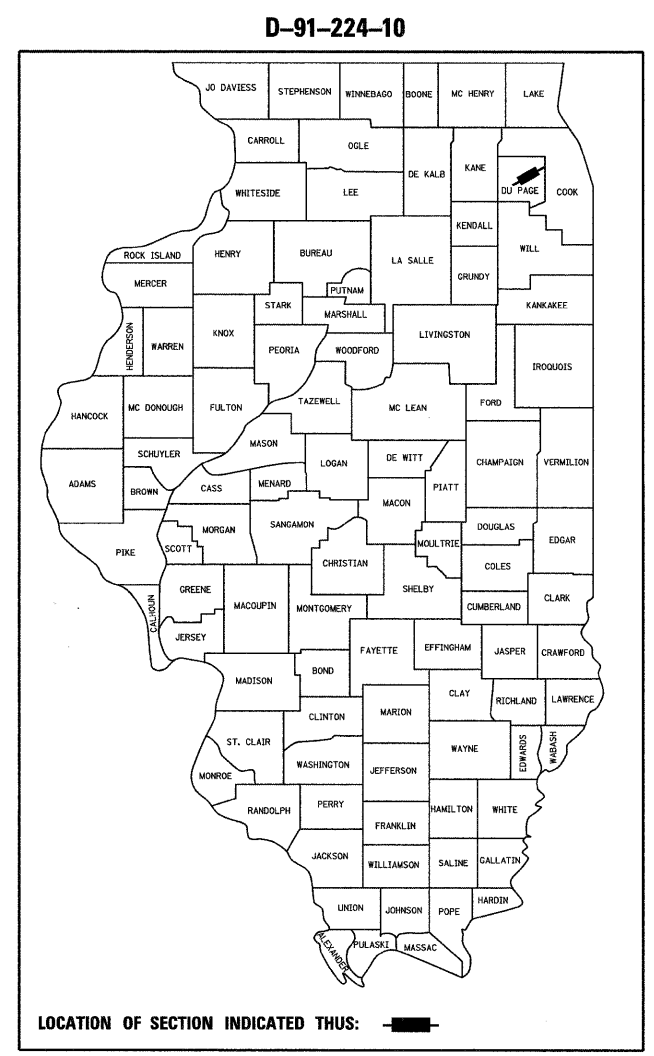 D–91–224–10
JO DAVIESS
STEPHENSON
WINNEBAGO
BOONE
MC HENRY
LAKE
CARROLL
OGLE
DE KALB
KANE
DU PAGE
COOK
WHITESIDE
LEE
KENDALL
WILL
ROCK ISLAND
HENRY
BUREAU
LA SALLE
GRUNDY
MERCER
PUTNAM
STARK
MARSHALL
KANKAKEE
HENDERSON
WARREN
KNOX
PEORIA
WOODFORD
LIVINGSTON
IROQUOIS
HANCOCK
MC DONOUGH
FULTON
TAZEWELL
MC LEAN
FORD
MASON
SCHUYLER
LOGAN
DE WITT
CHAMPAIGN
VERMILION
ADAMS
BROWN
CASS
MENARD
MACON
PIATT
MORGAN
SANGAMON
DOUGLAS
EDGAR
PIKE
SCOTT
CHRISTIAN
MOULTRIE
COLES
CALHOUN
GREENE
MACOUPIN
MONTGOMERY
SHELBY
CUMBERLAND
CLARK
JERSEY
FAYETTE
EFFINGHAM
JASPER
CRAWFORD
MADISON
BOND
CLAY
RICHLAND
LAWRENCE
CLINTON
MARION
ST. CLAIR
WAYNE
EDWARDS
WABASH
MONROE
WASHINGTON
JEFFERSON
RANDOLPH
PERRY
HAMILTON
WHITE
FRANKLIN
JACKSON
WILLIAMSON
SALINE
GALLATIN
UNION
JOHNSON
POPE
HARDIN
ALEXANDER
PULASKI
MASSAC
LOCATION OF SECTION INDICATED THUS: